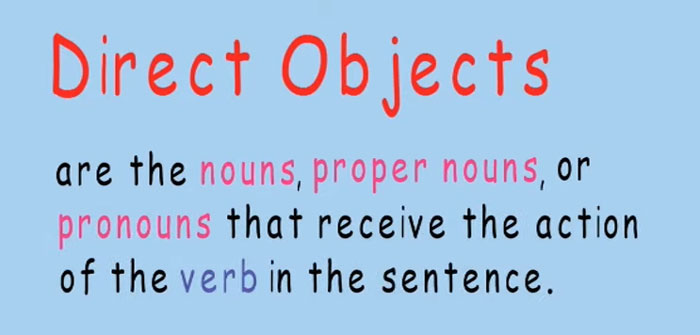 Direct Objects
are the nouns, proper nouns, or
pronouns that receive the action
of the verb in the sentence.